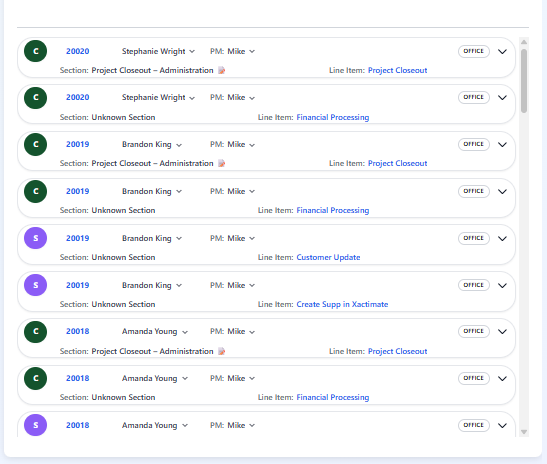 C 20020 Stephanie Wright PM: Mike OFFICE
Section: Project Closeout – Administration Line Item: Project Closeout
C 20020 Stephanie Wright PM: Mike OFFICE
Section: Unknown Section Line Item: Financial Processing
C 20019 Brandon King PM: Mike OFFICE
Section: Project Closeout – Administration Line Item: Project Closeout
C 20019 Brandon King PM: Mike OFFICE
Section: Unknown Section Line Item: Financial Processing
S 20019 Brandon King PM: Mike OFFICE
Section: Unknown Section Line Item: Customer Update
S 20019 Brandon King PM: Mike OFFICE
Section: Unknown Section Line Item: Create Supp in Xactimate
C 20018 Amanda Young PM: Mike OFFICE
Section: Project Closeout – Administration Line Item: Project Closeout
C 20018 Amanda Young PM: Mike OFFICE
Section: Unknown Section Line Item: Financial Processing
S 20018 Amanda Young PM: Mike OFFICE